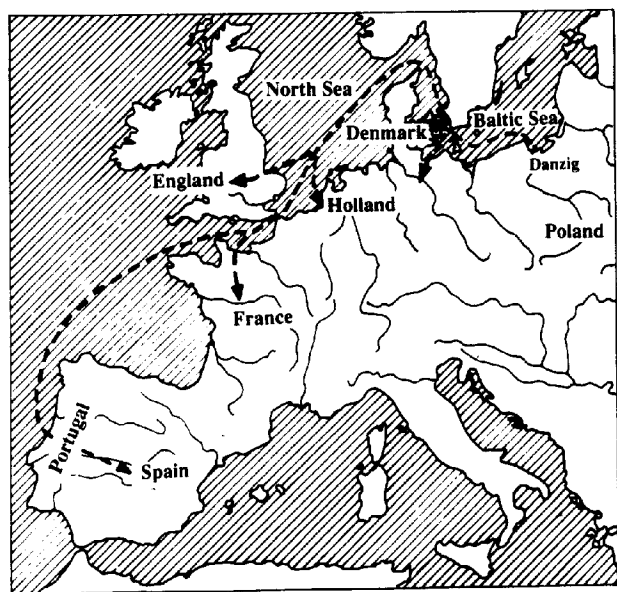 North Sea
Denmark
Baltic Sea
Danzig
England
Holland
Poland
France
Portugal
Spain